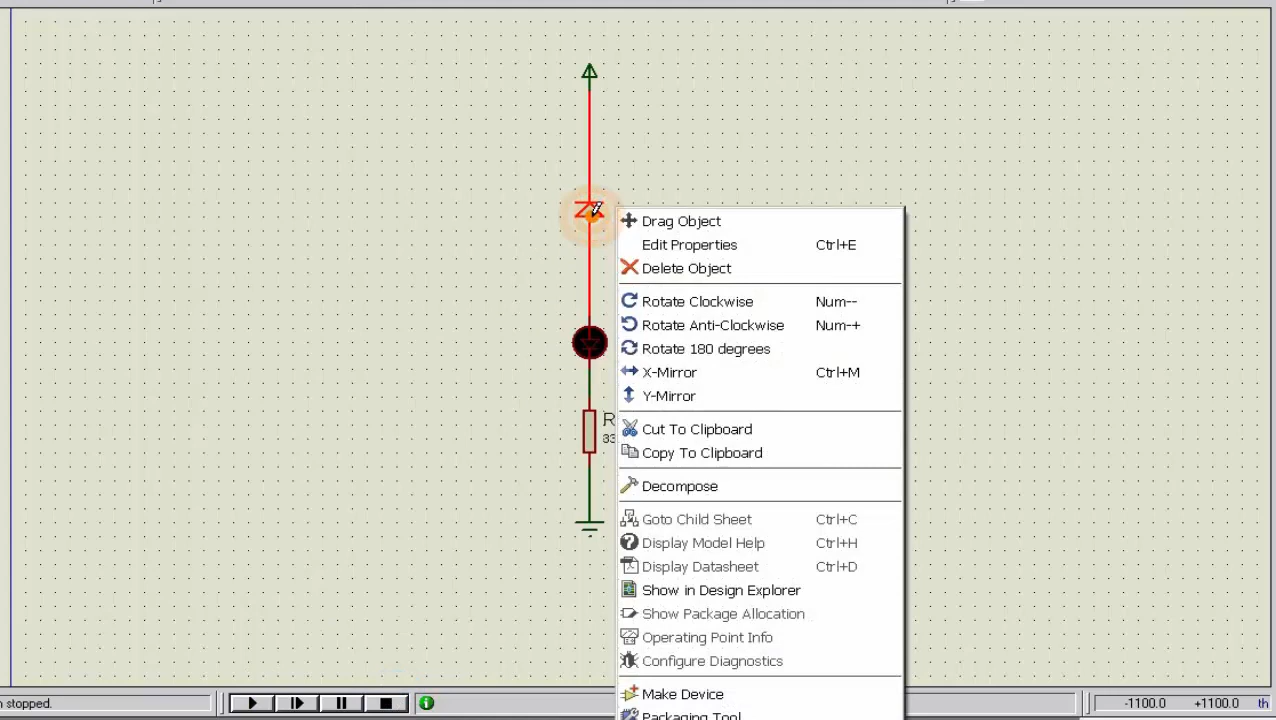 Drag Object
Edit Properties Ctrl+E
Delete Object
Rotate Clockwise Num--
Rotate Anti-Clockwise Num-+
Rotate 180 degrees
X-Mirror Ctrl+M
Y-Mirror
R
33
Cut To Clipboard
Copy To Clipboard
Decompose
Goto Child Sheet Ctrl+C
Display Model Help Ctrl+H
Display Datasheet Ctrl+D
Show in Design Explorer
Show Package Allocation
Operating Point Info
Configure Diagnostics
Make Device
Packaging Tool
stopped.
-1100.0 +1100.0 th